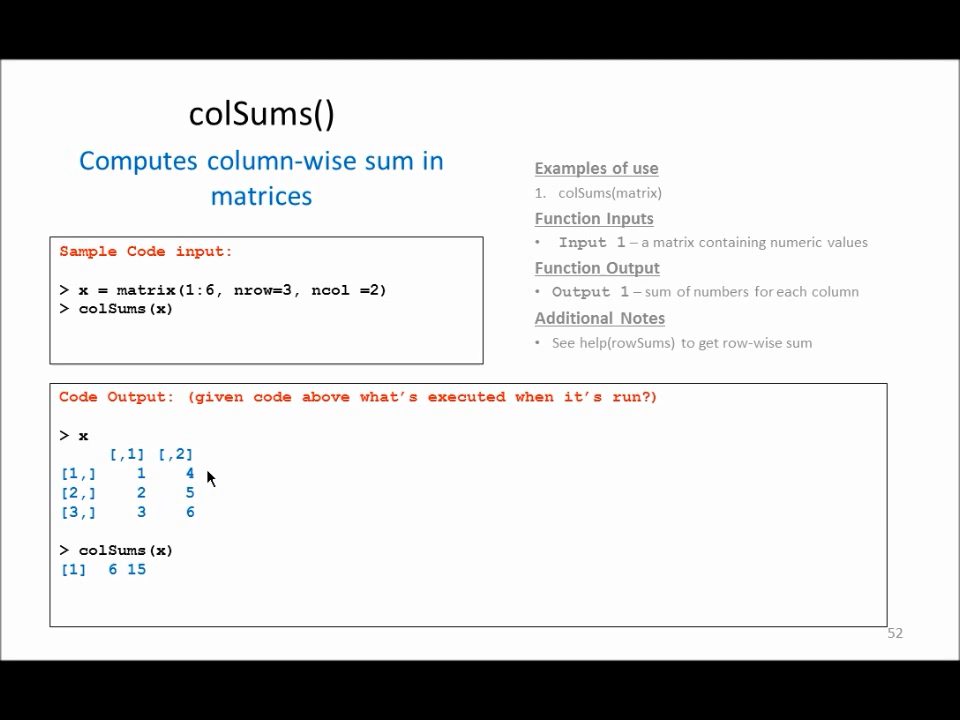 colSums()
Computes column-wise sum in
matrices
Sample Code input:
> x = matrix(1:6, nrow=3, ncol =2)
> colSums(x)
Examples of use
1. colSums(matrix)
Function Inputs
• Input 1 – a matrix containing numeric values
Function Output
• Output 1 – sum of numbers for each column
Additional Notes
• See help(rowSums) to get row-wise sum
Code Output: (given code above what's executed when it's run?)
> x
[,1] [,2]
[1,] 1 4
[2,] 2 5
[3,] 3 6
> colSums(x)
[1] 6 15
52